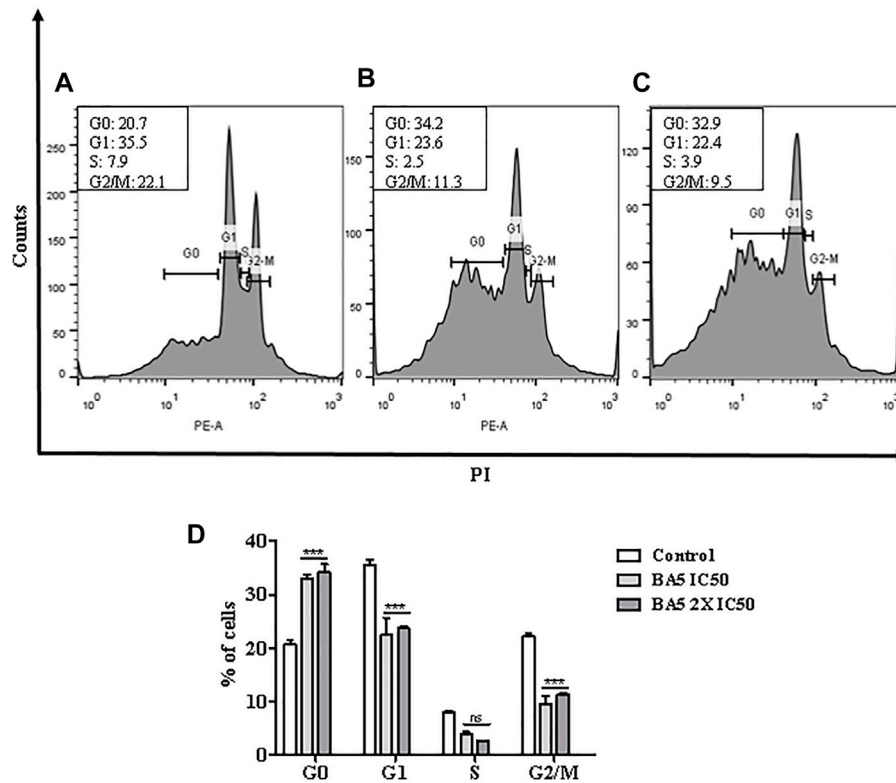 A
B
C
Counts
G0: 20.7
G1: 35.5
S: 7.9
G2/M: 22.1
250
200
150
100
50
0
G0
G1
S
G2-M
10^0
10^1
10^2
10^3
PE-A
G0: 34.2
G1: 23.6
S: 2.5
G2/M: 11.3
150
100
50
0
G0
G1
S
G2-M
10^0
10^1
10^2
10^3
PE-A
G0: 32.9
G1: 22.4
S: 3.9
G2/M: 9.5
120
90
60
30
0
G0
G1
S
G2-M
10^0
10^1
10^2
10^3
PI
D
% of cells
40
30
20
10
0
***
***
ns
***
G0
G1
S
G2/M
Control
BA5 IC50
BA5 2X IC50